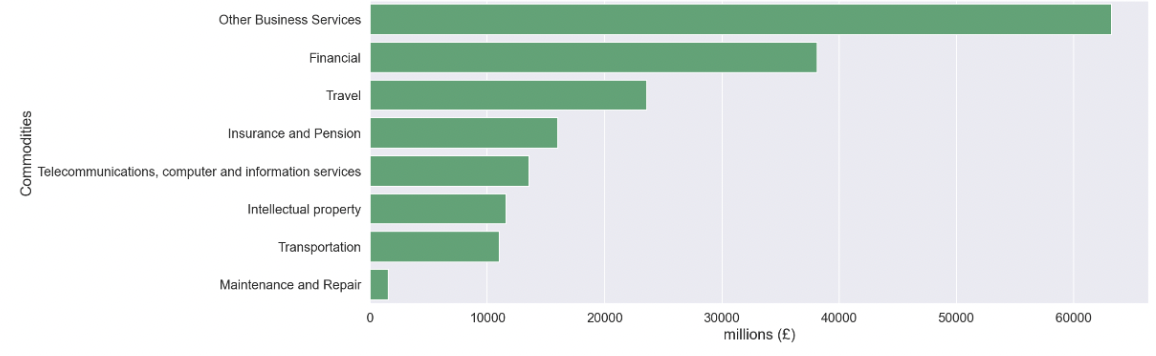 Other Business Services
Financial
Travel
Insurance and Pension
Telecommunications, computer and information services
Intellectual property
Transportation
Maintenance and Repair
Commodities
0 10000 20000 30000 40000 50000 60000
millions (£)